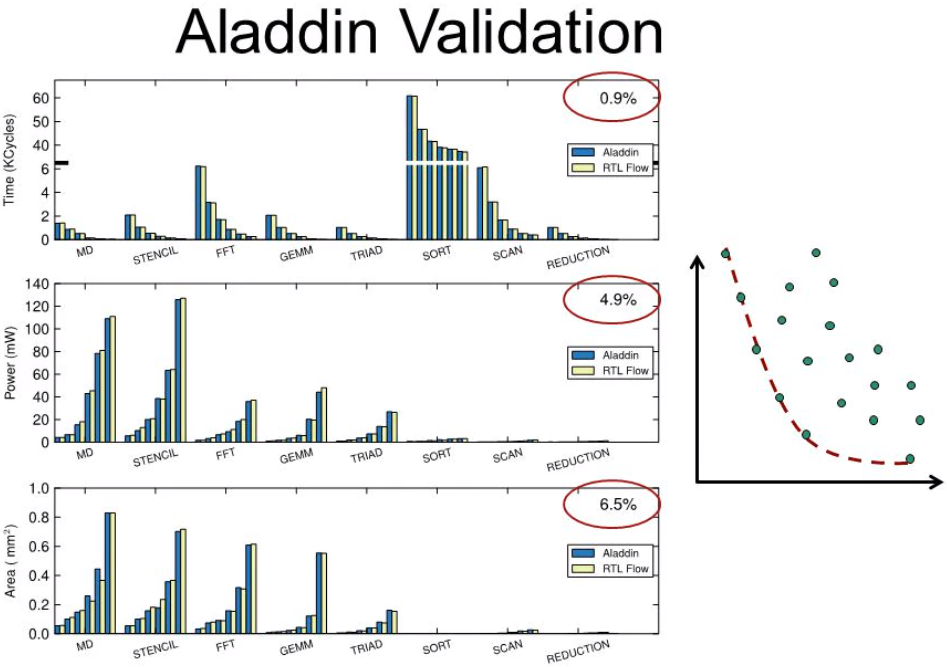 Aladdin Validation
Time (KCycles)
60
50
40
6
4
2
0
0.9%
Aladdin
RTL Flow
MD STENCIL FFT GEMM TRIAD SORT SCAN REDUCTION
Power (mW)
140
120
100
80
60
40
20
0
4.9%
Aladdin
RTL Flow
MD STENCIL FFT GEMM TRIAD SORT SCAN REDUCTION
Area ( mm²)
1.0
0.8
0.6
0.4
0.2
0.0
6.5%
Aladdin
RTL Flow
MD STENCIL FFT GEMM TRIAD SORT SCAN REDUCTION